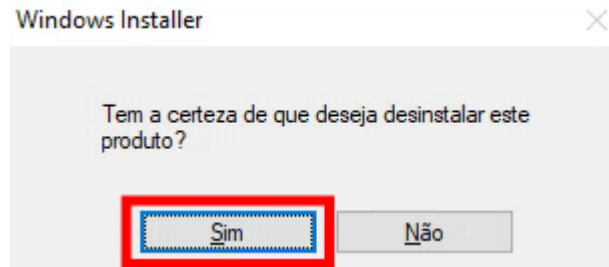 Windows Installer
Tem a certeza de que deseja desinstalar este
produto?
Sim
Não